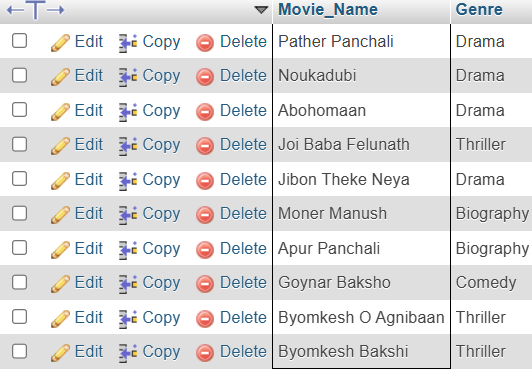 Movie_Name Genre
Edit Copy Delete Pather Panchali Drama
Edit Copy Delete Noukadubi Drama
Edit Copy Delete Abohomaan Drama
Edit Copy Delete Joi Baba Felunath Thriller
Edit Copy Delete Jibon Theke Neya Drama
Edit Copy Delete Moner Manush Biography
Edit Copy Delete Apur Panchali Biography
Edit Copy Delete Goynar Baksho Comedy
Edit Copy Delete Byomkesh O Agnibaan Thriller
Edit Copy Delete Byomkesh Bakshi Thriller